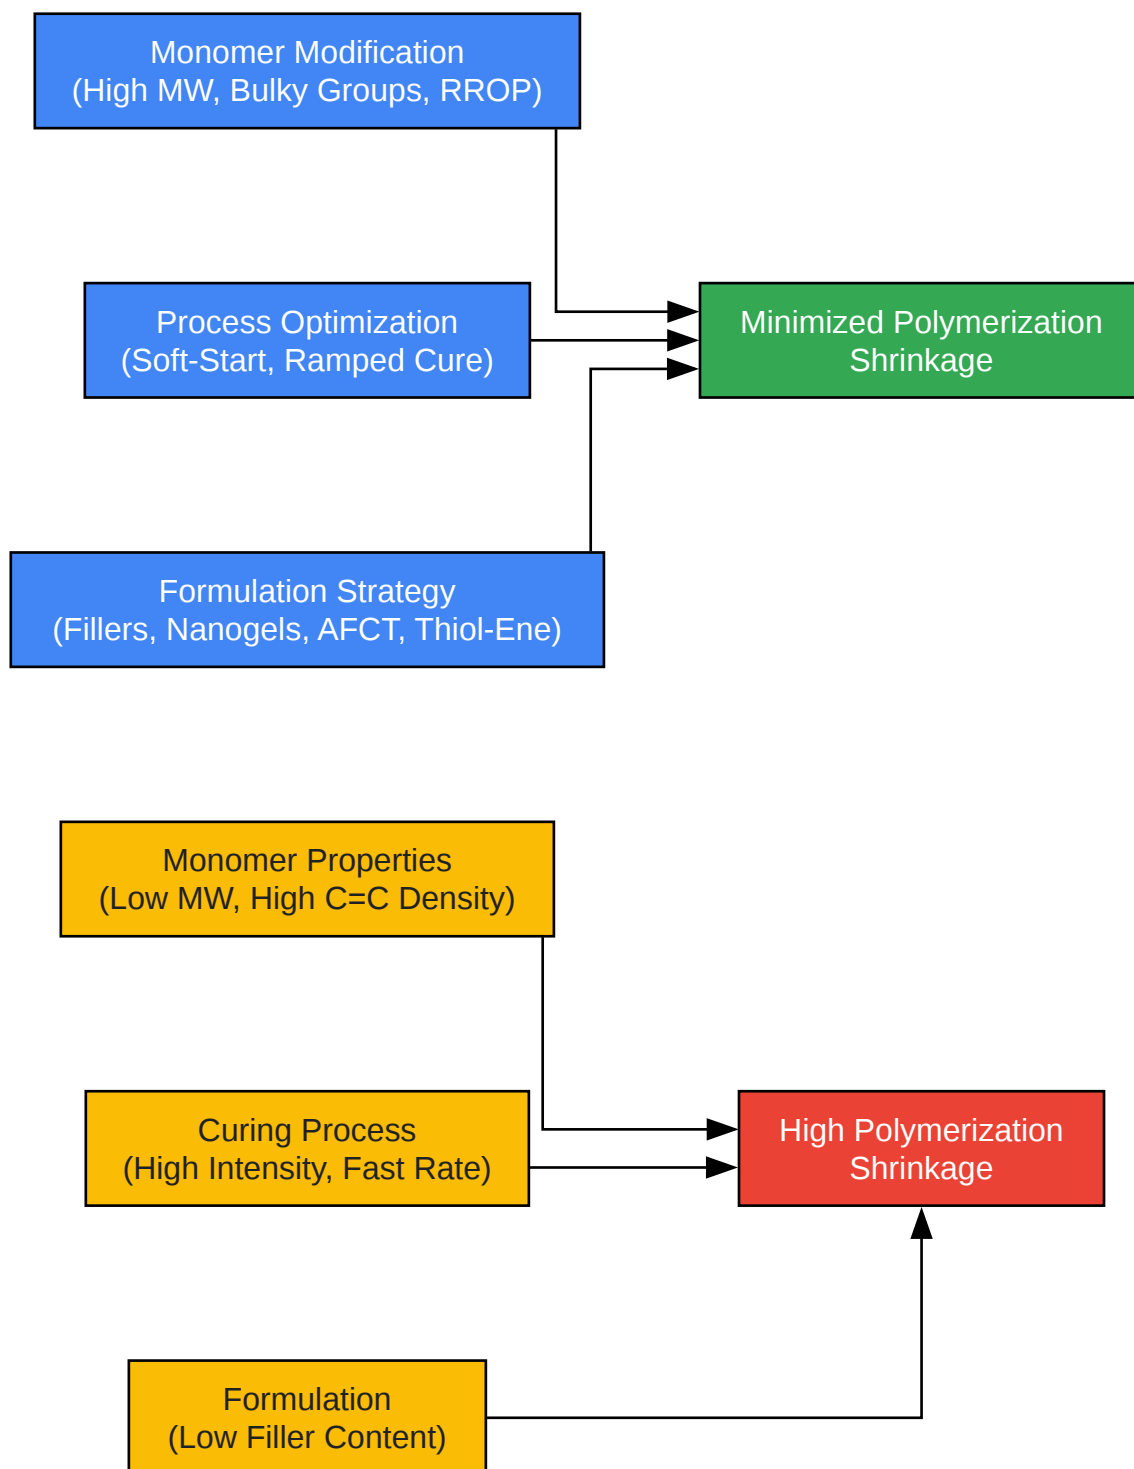 Monomer Modification
(High MW, Bulky Groups, RROP)
Process Optimization
(Soft-Start, Ramped Cure)
Minimized Polymerization
Shrinkage
Formulation Strategy
(Fillers, Nanogels, AFCT, Thiol-Ene)
Monomer Properties
(Low MW, High C=C Density)
Curing Process
(High Intensity, Fast Rate)
High Polymerization
Shrinkage
Formulation
(Low Filler Content)